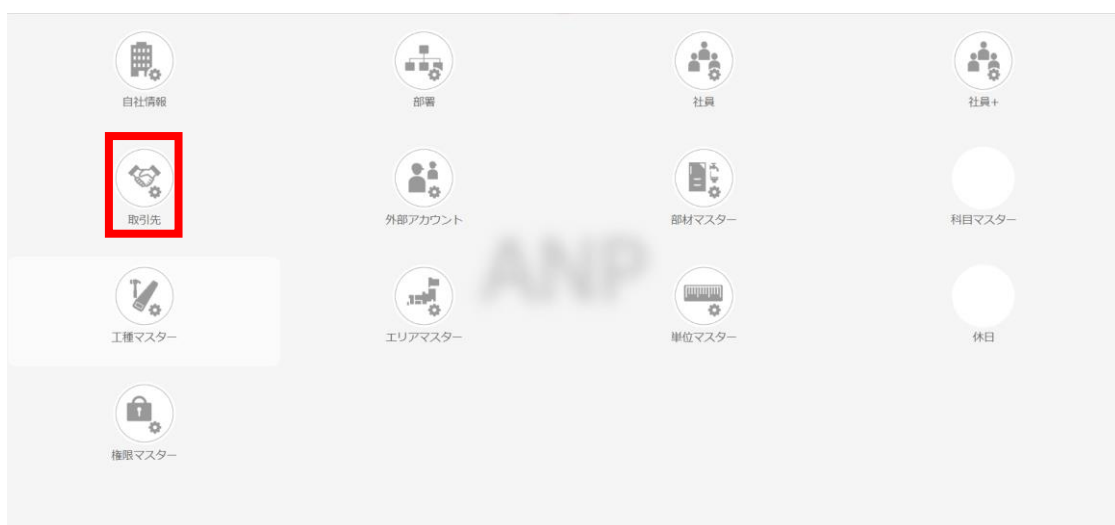 自社情報
部署
社員
社員+
取引先
外部アカウント
部材マスター
科目マスター
ANP
工種マスター
エリアマスター
単位マスター
休日
権限マスター